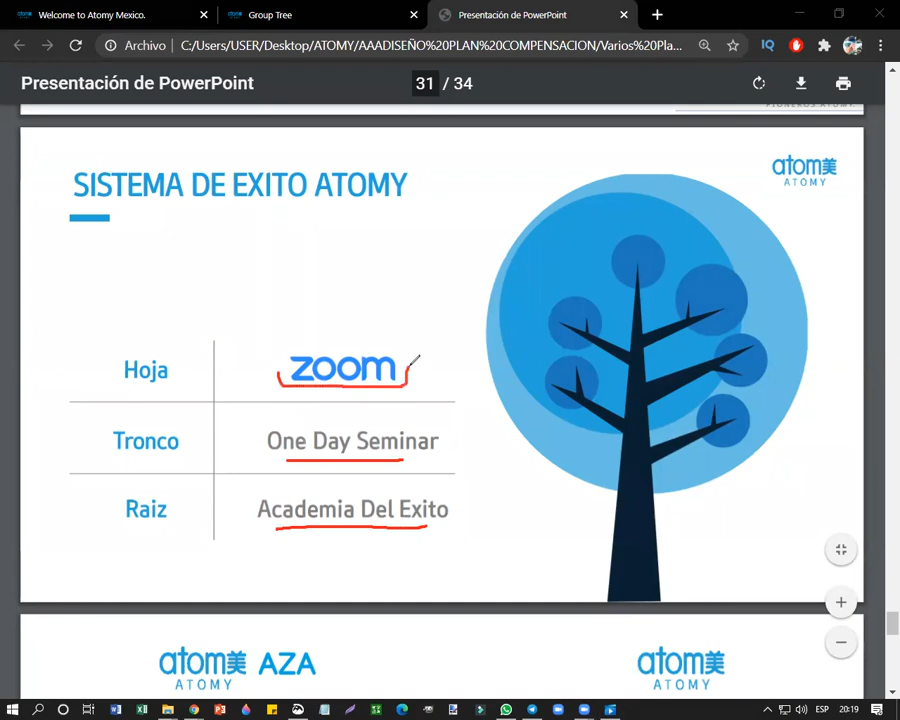 Welcome to Atomy Mexico.
Group Tree
Presentación de PowerPoint
Archivo
C:/Users/USER/Desktop/ATOMY/AAADISEÑO%20PLAN%20COMPENSACION/Varios%20Pla...
IQ
Presentación de PowerPoint
31 / 34
PIONEROS ATOMY
SISTEMA DE EXITO ATOMY
atom美
ATOMY
Hoja
zoom
Tronco
One Day Seminar
Raiz
Academia Del Exito
atom美 AZA
ATOMY
atom美
ATOMY
ESP
20:19